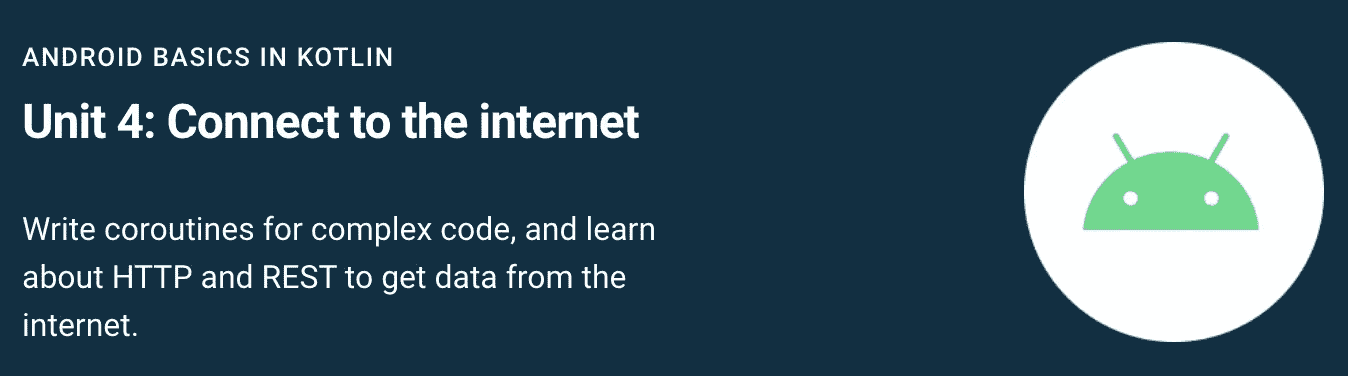 ANDROID BASICS IN KOTLIN
Unit 4: Connect to the internet
Write coroutines for complex code, and learn
about HTTP and REST to get data from the
internet.